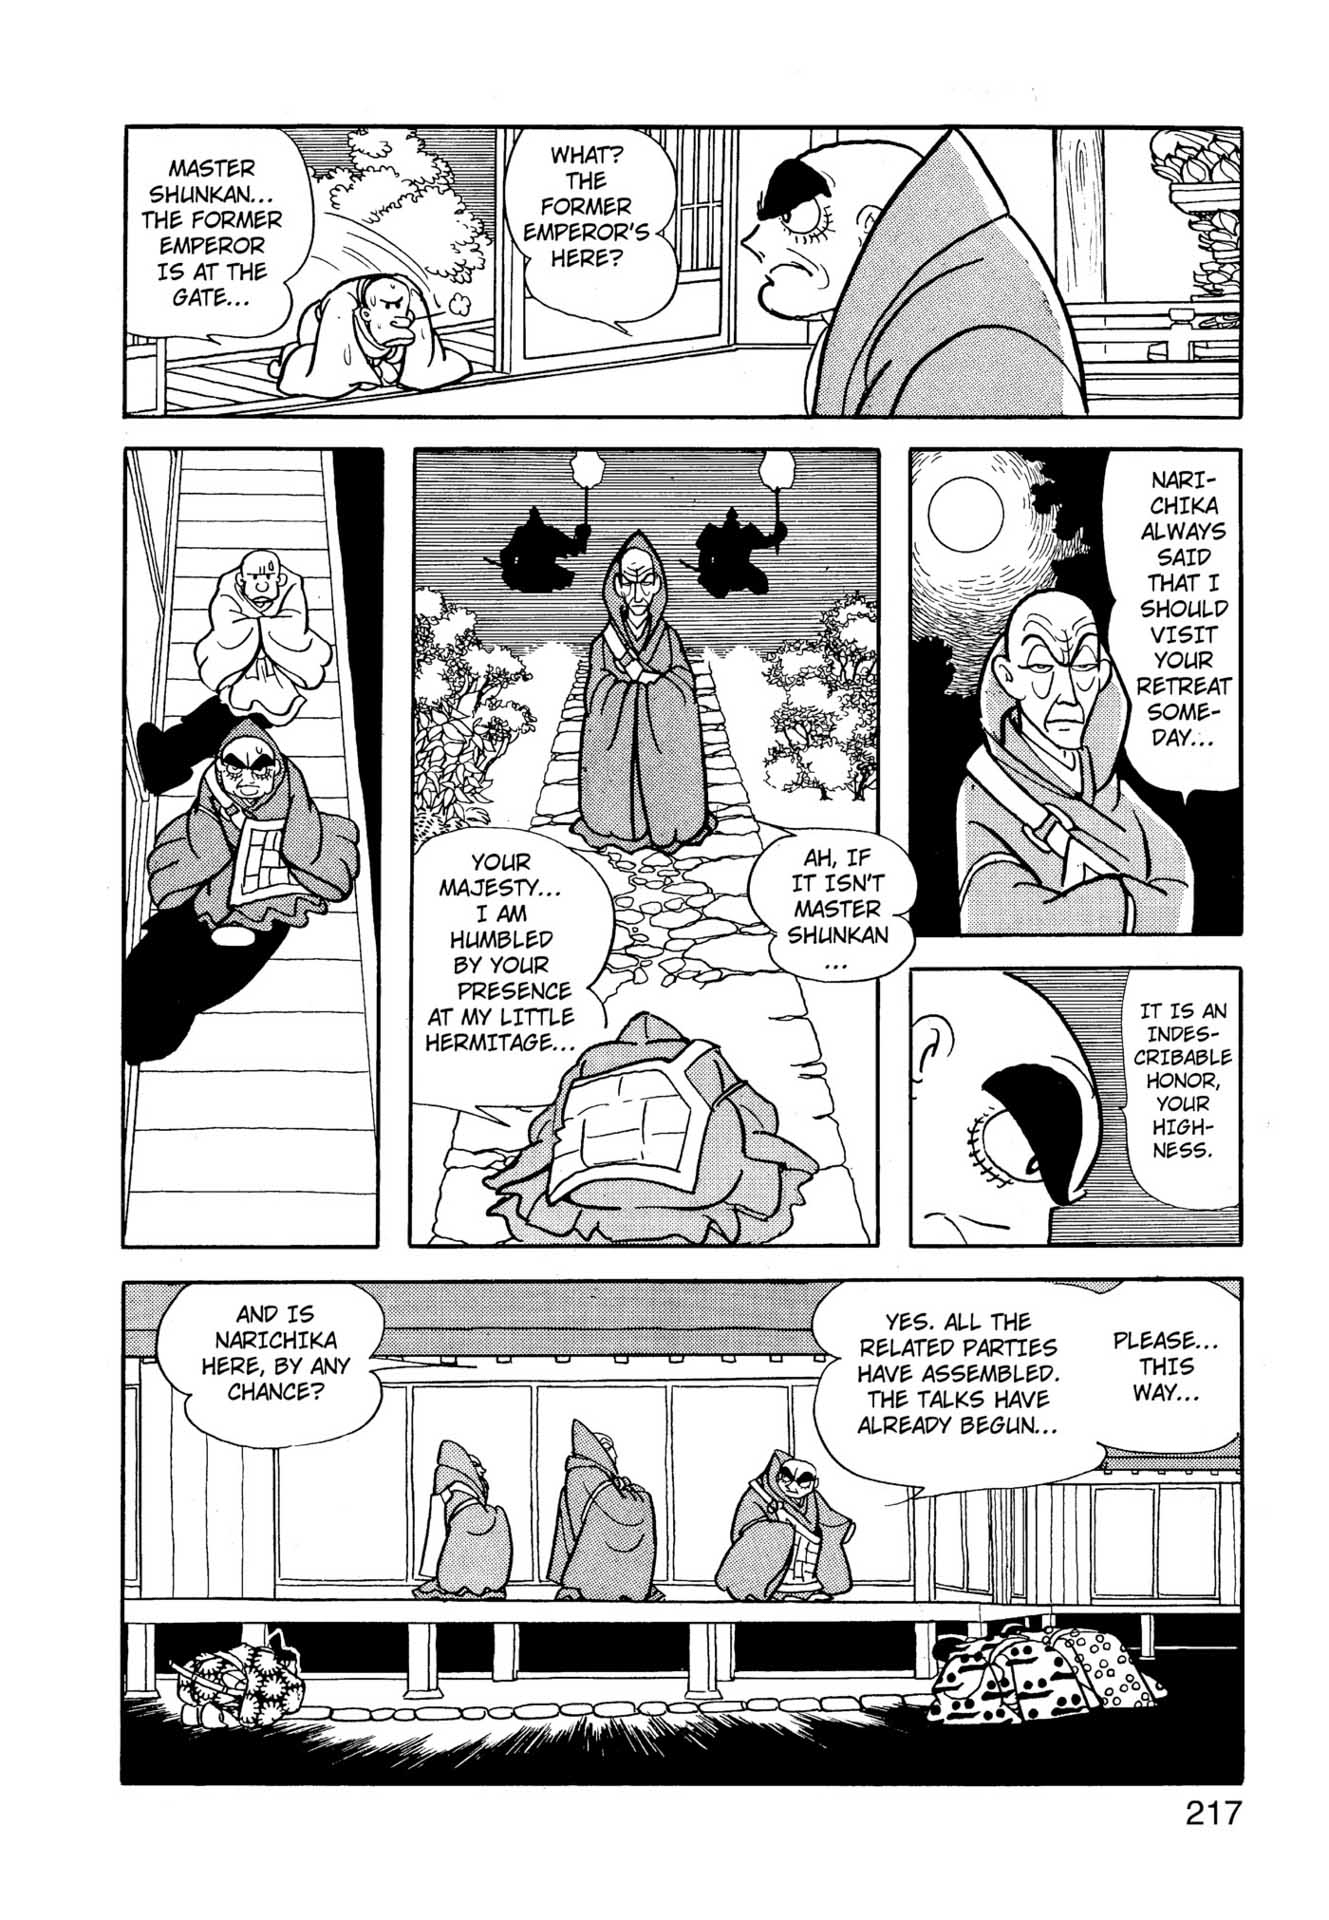 MASTER
SHUNKAN...
THE FORMER
EMPEROR
IS AT THE
GATE...
WHAT?
THE
FORMER
EMPEROR'S
HERE?
YOUR
MAJESTY...
I AM
HUMBLED
BY YOUR
PRESENCE
AT MY LITTLE
HERMITAGE...
AH, IF
IT ISN'T
MASTER
SHUNKAN
...
NARI-
CHIKA
ALWAYS
SAID
THAT I
SHOULD
VISIT
YOUR
RETREAT
SOME-
DAY...
IT IS AN
INDES-
CRIBABLE
HONOR,
YOUR
HIGH-
NESS.
AND IS
NARICHIKA
HERE, BY ANY
CHANCE?
YES. ALL THE
RELATED PARTIES
HAVE ASSEMBLED.
THE TALKS HAVE
ALREADY BEGUN...
PLEASE...
THIS
WAY...
217